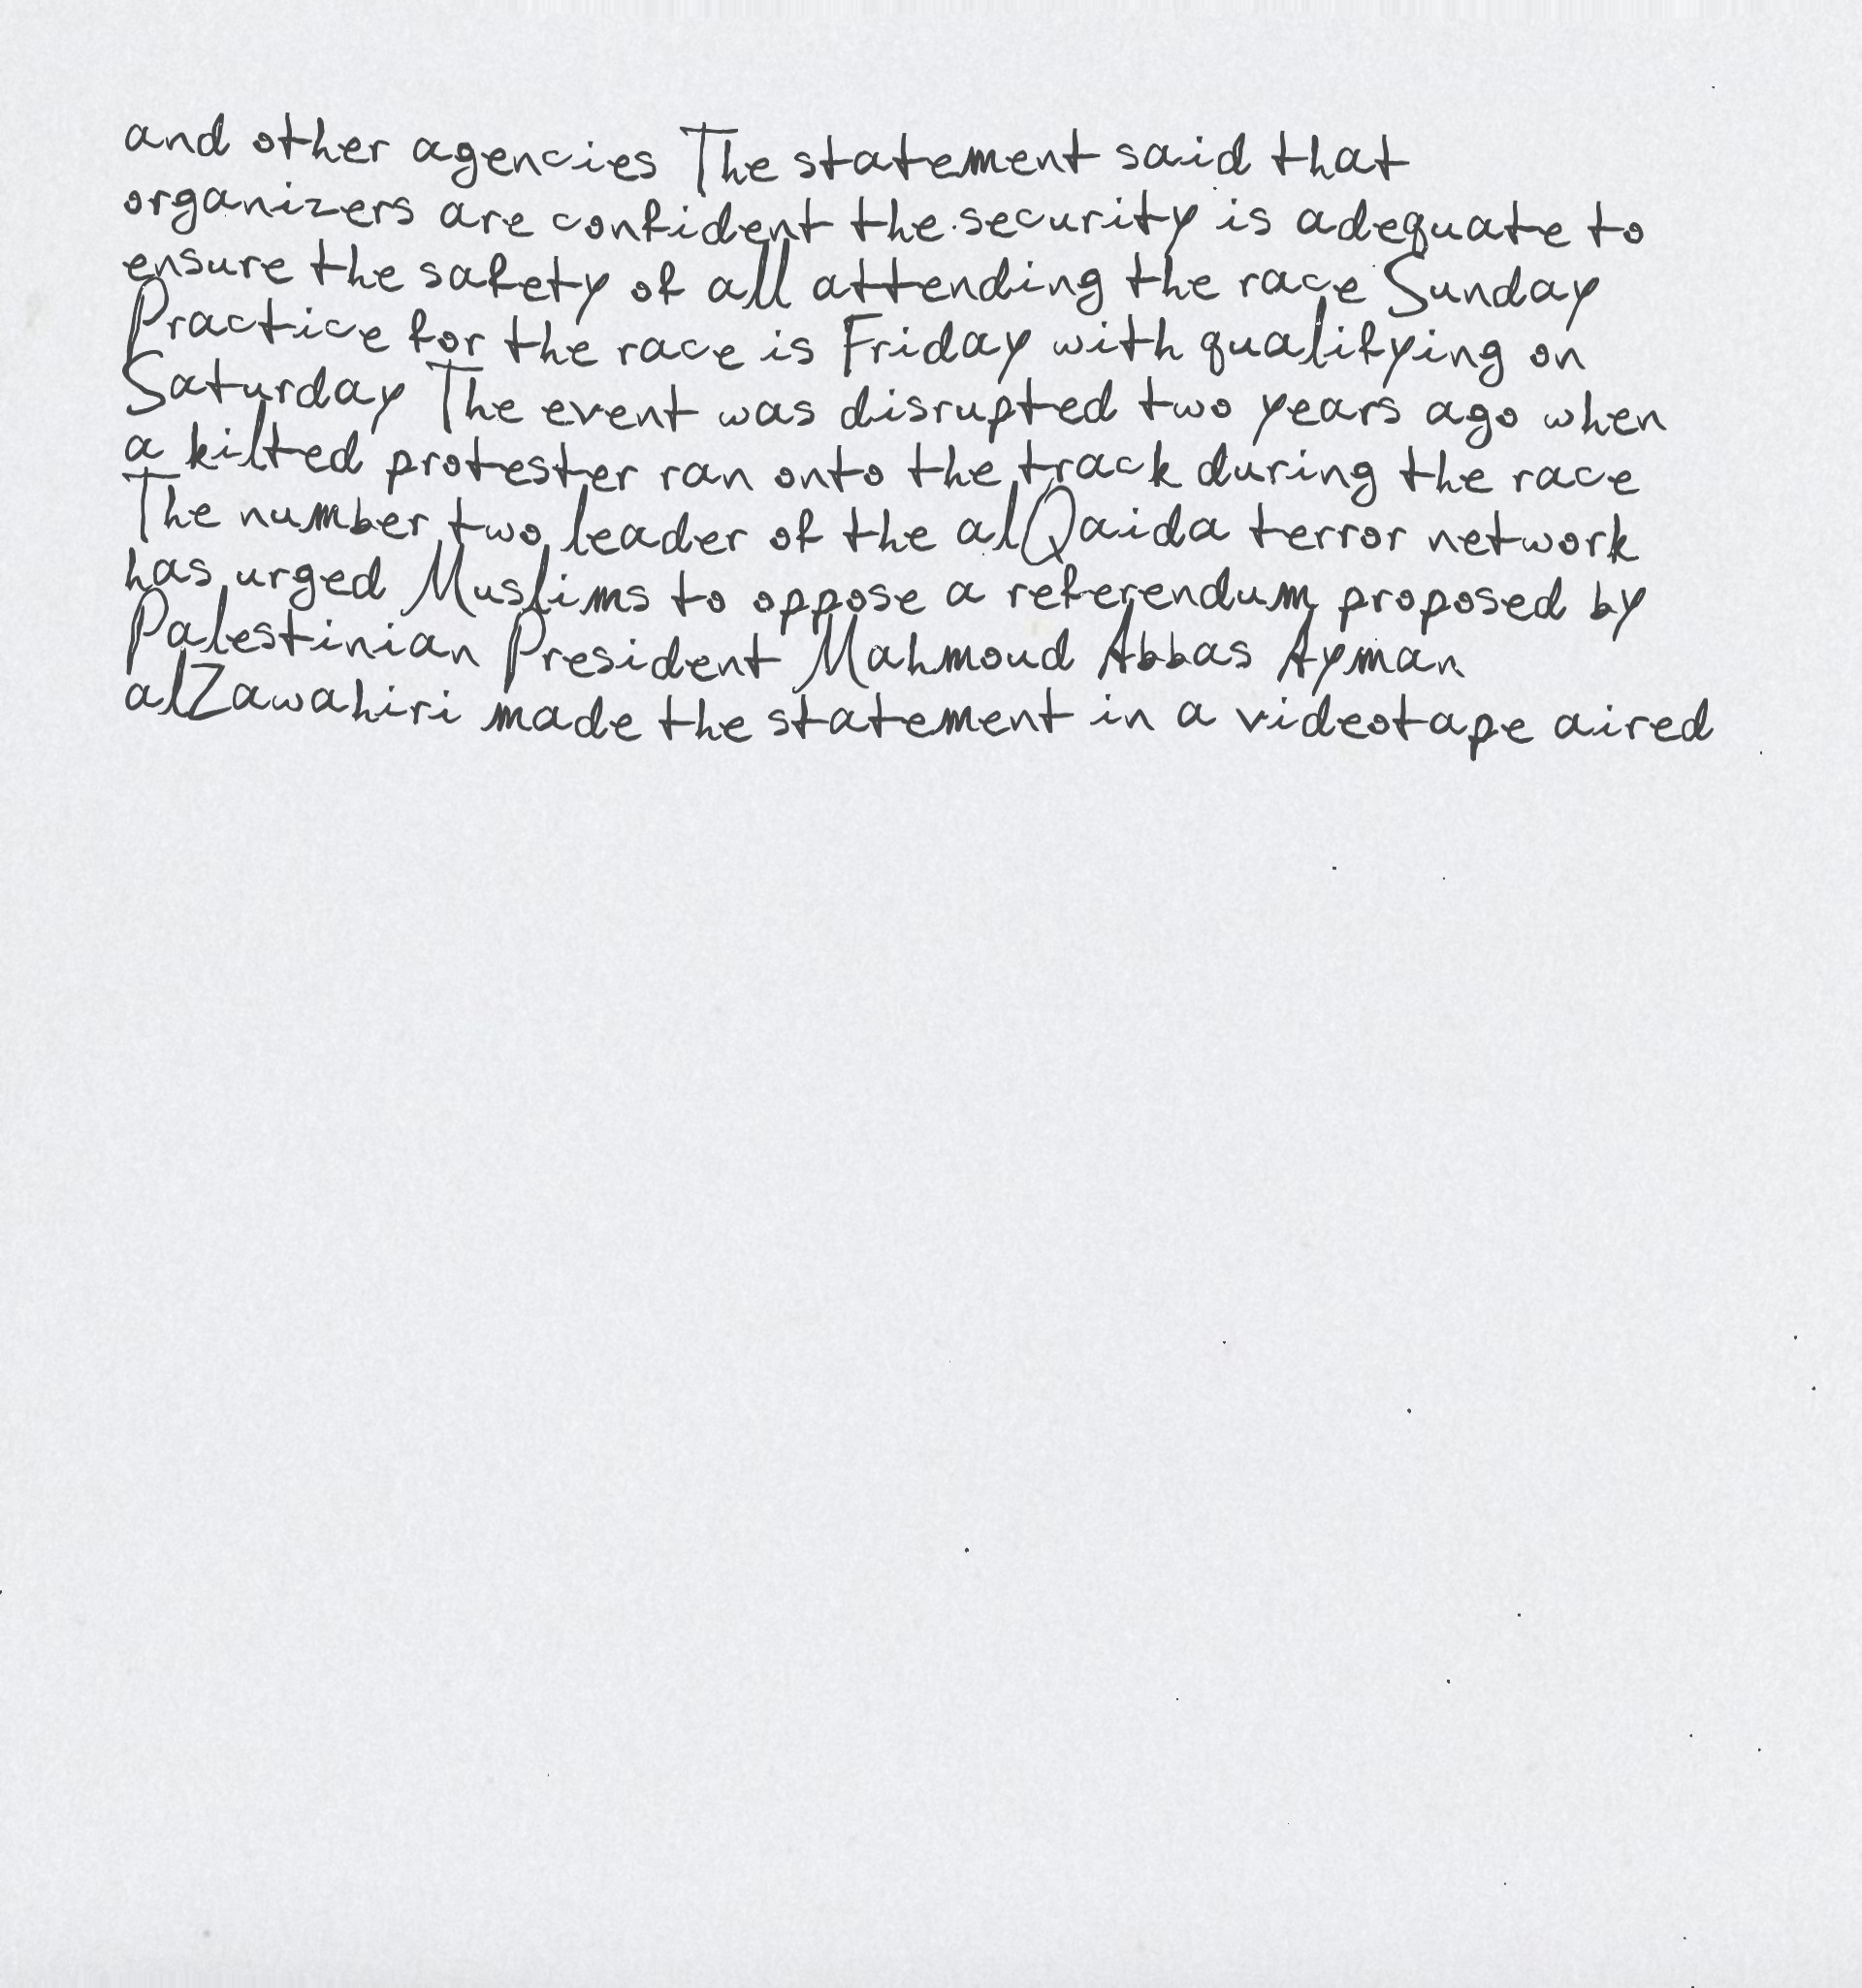 and other agencies The statement said that
organizers are confident the security is adequate to
ensure the safety of all attending the race Sunday
Practice for the race is Friday with qualifying on
Saturday The event was disrupted two years ago when
a kilted protester ran onto the track during the race
The number two leader of the alQaida terror network
has urged Muslims to oppose a referendum proposed by
Palestinian President Mahmoud Abbas Ayman
alZawahiri made the statement in a videotape aired